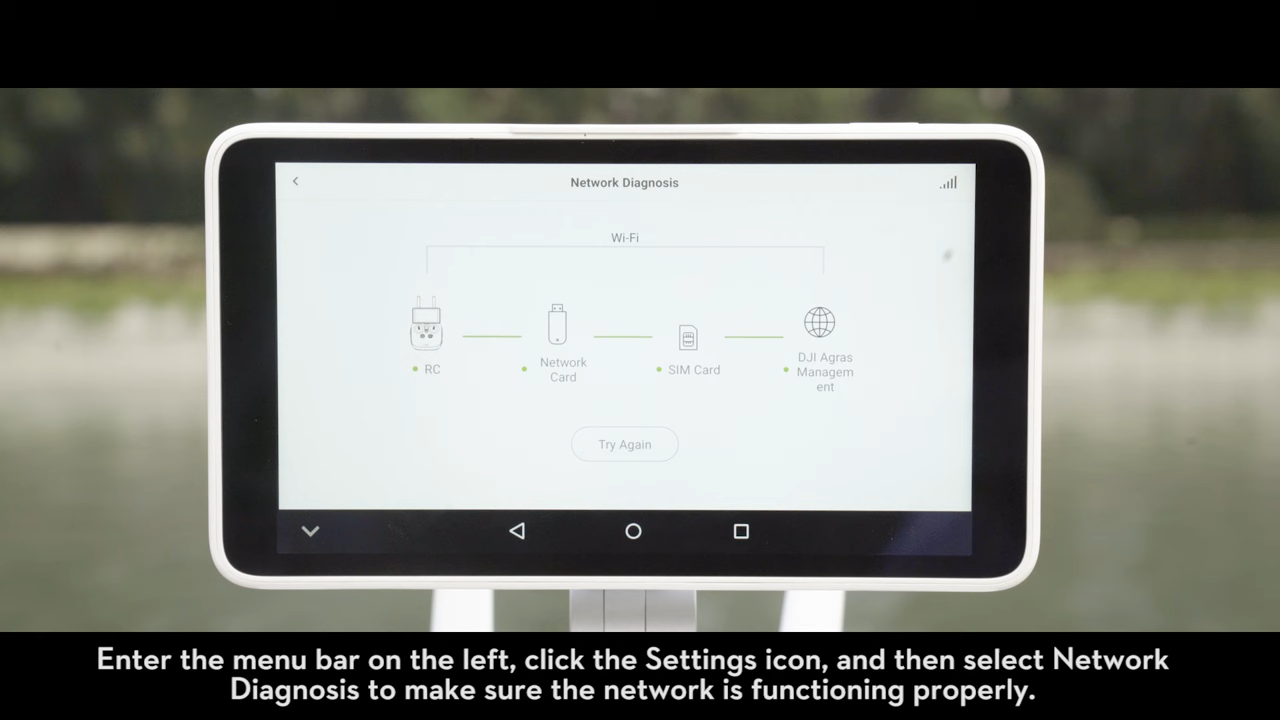 Network Diagnosis
Wi-Fi
RC
Network
Card
SIM Card
DJI Agras
Managem
ent
Try Again
Enter the menu bar on the left, click the Settings icon, and then select Network
Diagnosis to make sure the network is functioning properly.